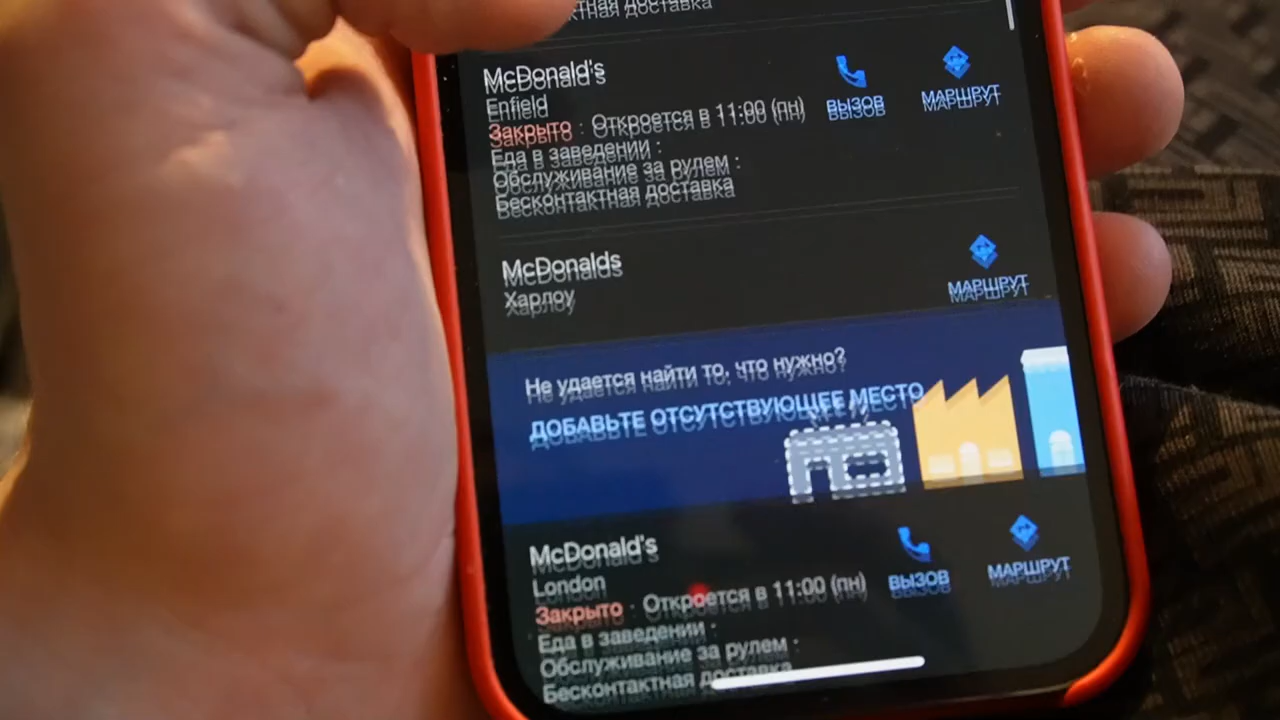 доставка
McDonald's
Enfield
Закрыто : Откроется в 11:00 (пн)
Еда в заведении :
Обслуживание за рулем :
Бесконтактная доставка
ВЫЗОВ
МАРШРУТ
McDonalds
Харлоу
МАРШРУТ
Не удается найти то, что нужно?
ДОБАВЬТЕ ОТСУТСТВУЮЩЕЕ МЕСТО
McDonald's
London
Закрыто · Откроется в 11:00 (пн)
Еда в заведении ·
Обслуживание за рулем ·
Бесконтактная доставка
ВЫЗОВ
МАРШРУТ